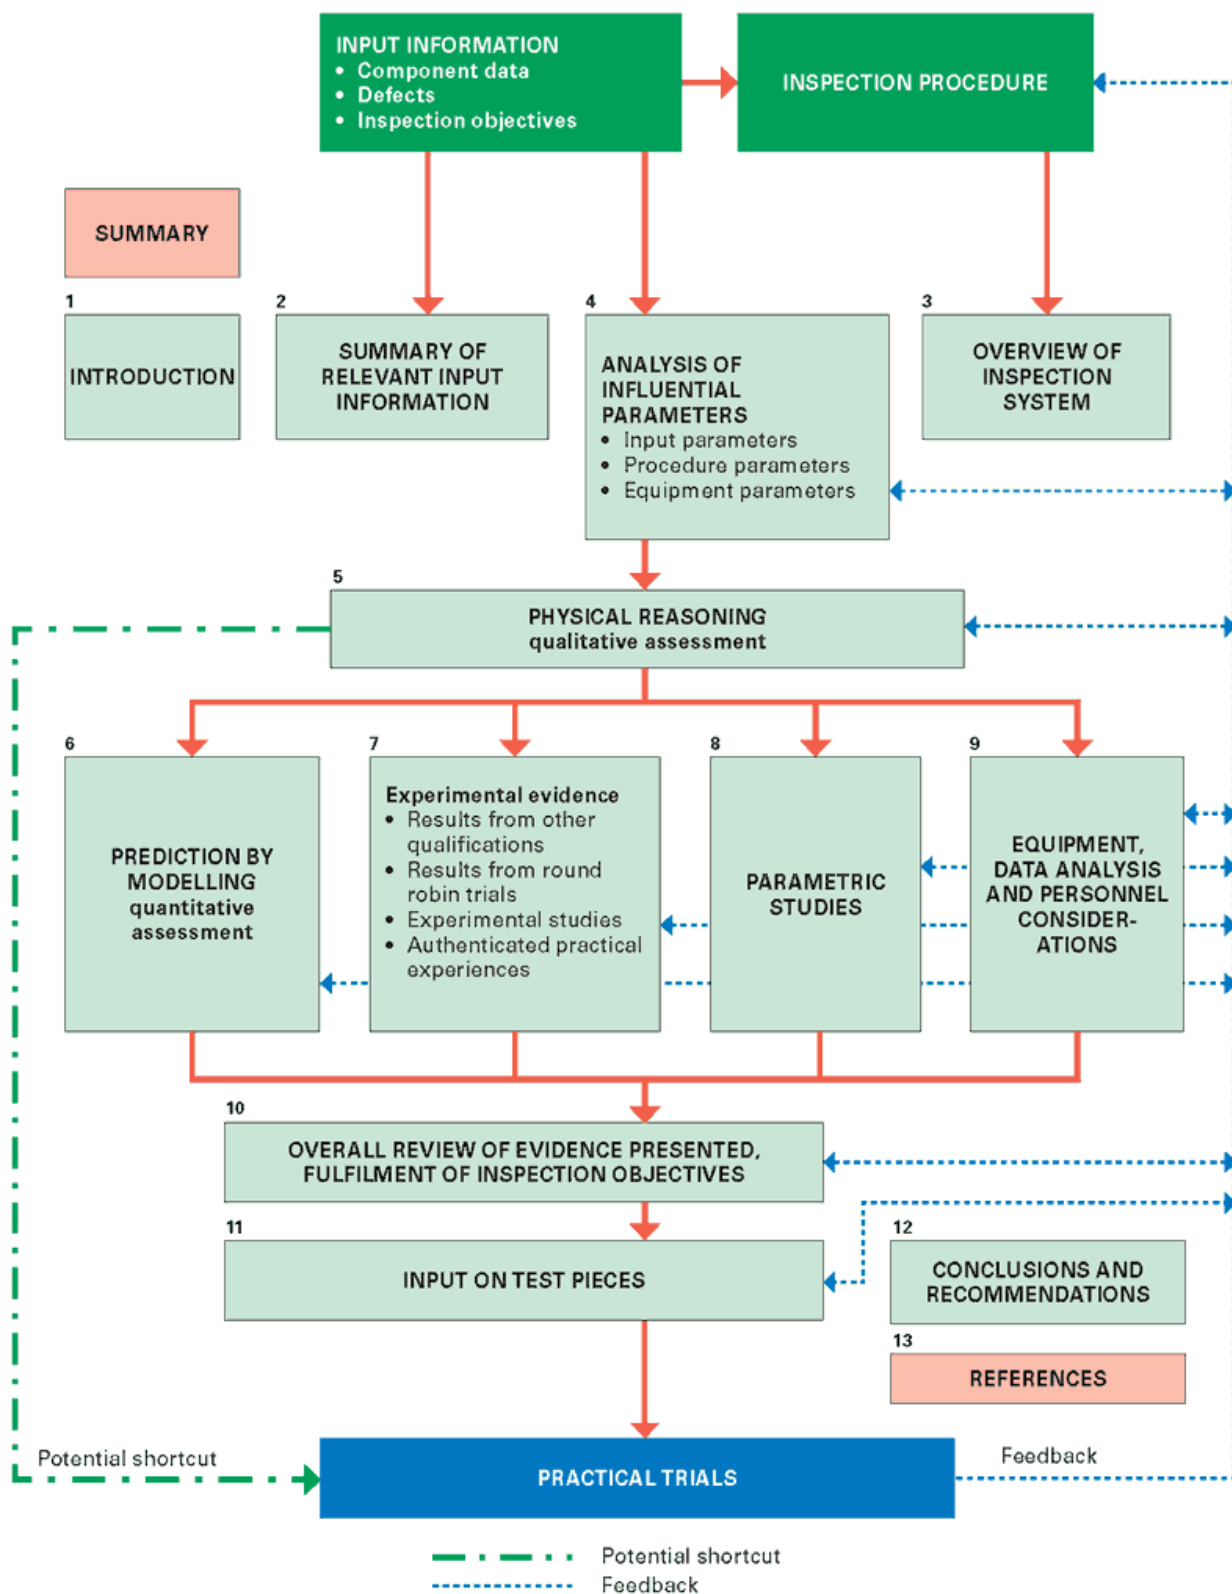 INPUT INFORMATION
• Component data
• Defects
• Inspection objectives
INSPECTION PROCEDURE
SUMMARY
1
INTRODUCTION
2
SUMMARY OF
RELEVANT INPUT
INFORMATION
4
ANALYSIS OF
INFLUENTIAL
PARAMETERS
• Input parameters
• Procedure parameters
• Equipment parameters
3
OVERVIEW OF
INSPECTION
SYSTEM
5
PHYSICAL REASONING
qualitative assessment
6
PREDICTION BY
MODELLING
quantitative
assessment
7
Experimental evidence
• Results from other
qualifications
• Results from round
robin trials
• Experimental studies
• Authenticated practical
experiences
8
PARAMETRIC
STUDIES
9
EQUIPMENT,
DATA ANALYSIS
AND PERSONNEL
CONSIDER-
ATIONS
10
OVERALL REVIEW OF EVIDENCE PRESENTED,
FULFILMENT OF INSPECTION OBJECTIVES
11
INPUT ON TEST PIECES
12
CONCLUSIONS AND
RECOMMENDATIONS
13
REFERENCES
Potential shortcut
PRACTICAL TRIALS
Feedback
Potential shortcut
Feedback